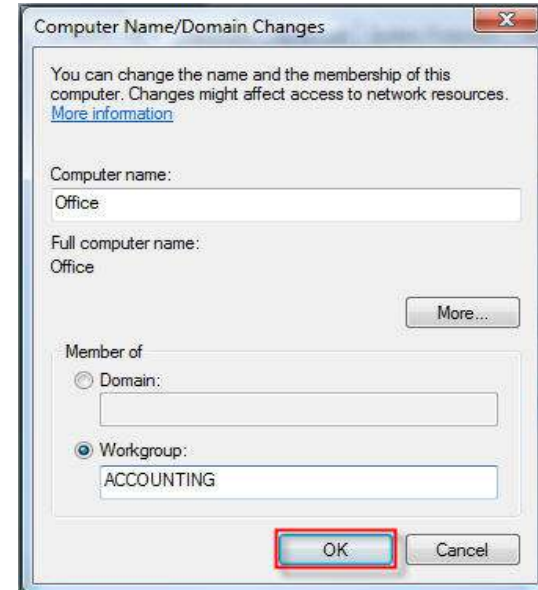 Computer Name/Domain Changes
You can change the name and the membership of this
computer. Changes might affect access to network resources.
More information
Computer name:
Office
Full computer name:
Office
More...
Member of
Domain:
Workgroup:
ACCOUNTING
OK
Cancel